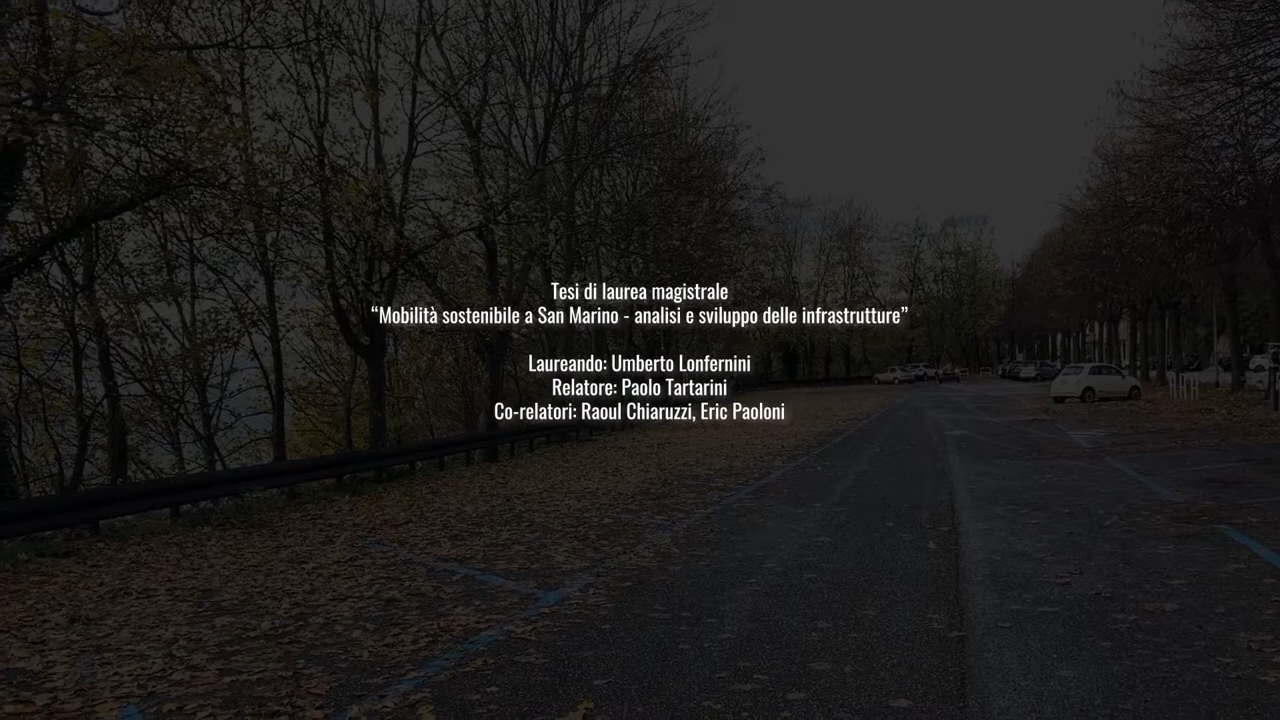 Tesi di laurea magistrale
“Mobilità sostenibile a San Marino - analisi e sviluppo delle infrastrutture”
Laureando: Umberto Lonfernini
Relatore: Paolo Tartarini
Co-relatori: Raoul Chiaruzzi, Eric Paoloni